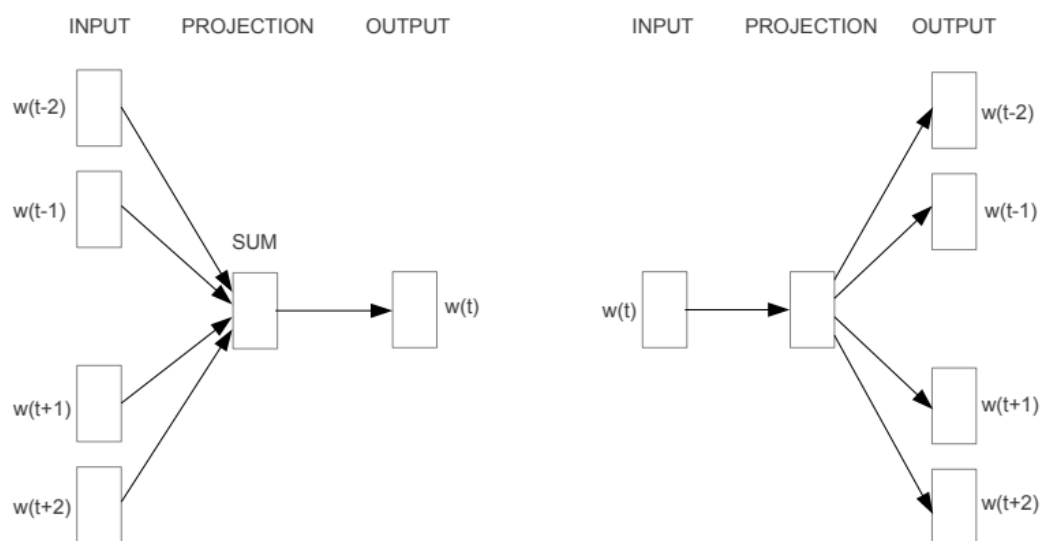 INPUT PROJECTION OUTPUT
w(t-2)
w(t-1)
SUM
w(t)
w(t+1)
w(t+2)
INPUT PROJECTION OUTPUT
w(t-2)
w(t-1)
w(t)
w(t+1)
w(t+2)